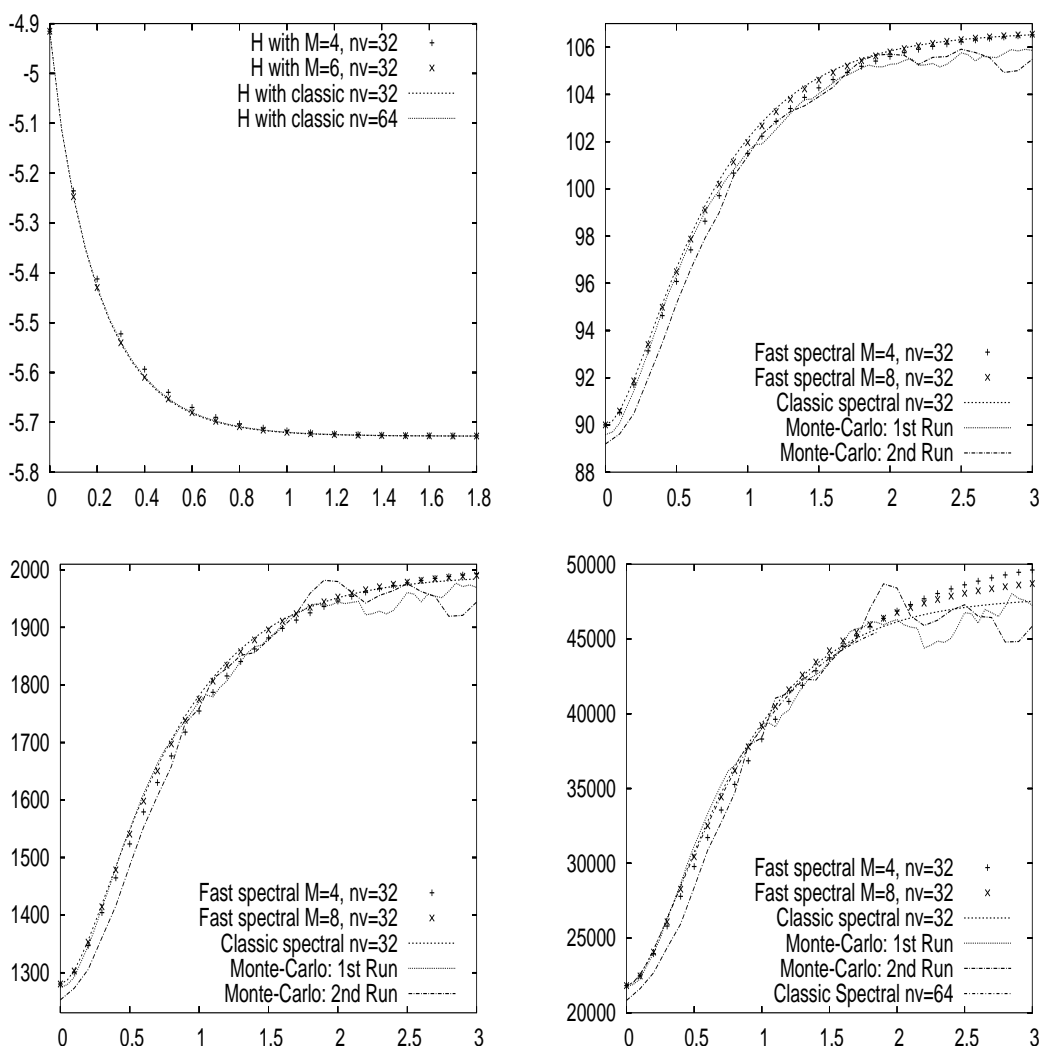 -4.9
-5
-5.1
-5.2
-5.3
-5.4
-5.5
-5.6
-5.7
-5.8
0 0.2 0.4 0.6 0.8 1 1.2 1.4 1.6 1.8
H with M=4, nv=32
H with M=6, nv=32
H with classic nv=32
H with classic nv=64
106
104
102
100
98
96
94
92
90
88
0 0.5 1 1.5 2 2.5 3
Fast spectral M=4, nv=32
Fast spectral M=8, nv=32
Classic spectral nv=32
Monte-Carlo: 1st Run
Monte-Carlo: 2nd Run
2000
1900
1800
1700
1600
1500
1400
1300
0 0.5 1 1.5 2 2.5 3
Fast spectral M=4, nv=32
Fast spectral M=8, nv=32
Classic spectral nv=32
Monte-Carlo: 1st Run
Monte-Carlo: 2nd Run
50000
45000
40000
35000
30000
25000
20000
0 0.5 1 1.5 2 2.5 3
Fast spectral M=4, nv=32
Fast spectral M=8, nv=32
Classic spectral nv=32
Monte-Carlo: 1st Run
Monte-Carlo: 2nd Run
Classic Spectral nv=64